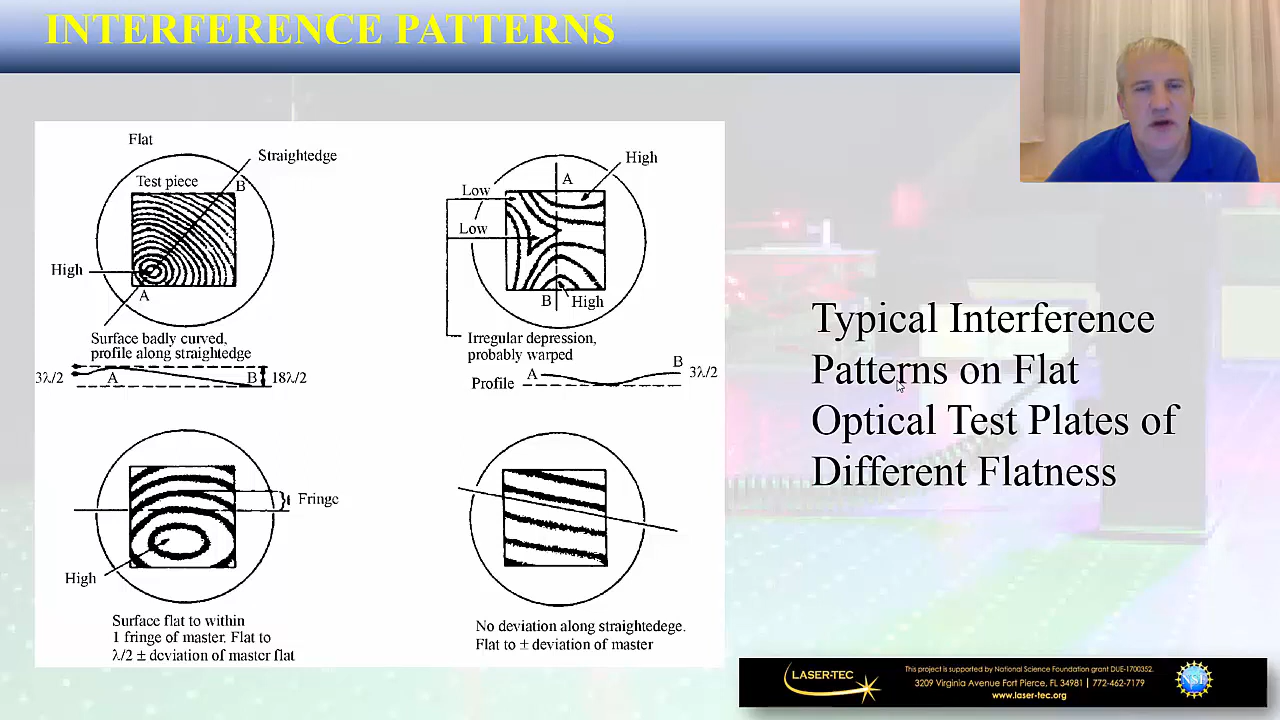 INTERFERENCE PATTERNS
Flat
Straightedge
Test piece
B
High
A
Surface badly curved,
profile along straightedge
3λ/2
A
B
18λ/2
High
Low
A
Low
B
High
Irregular depression,
probably warped
Profile
A
B
3λ/2
Fringe
High
Surface flat to within
1 fringe of master. Flat to
λ/2 ± deviation of master flat
No deviation along straightedege.
Flat to ± deviation of master
Typical Interference
Patterns on Flat
Optical Test Plates of
Different Flatness
LASER-TEC
This project is supported by National Science Foundation grant DUE-1700352.
3209 Virginia Avenue Fort Pierce, FL 34981 | 772-462-7179
www.laser-tec.org
NSF